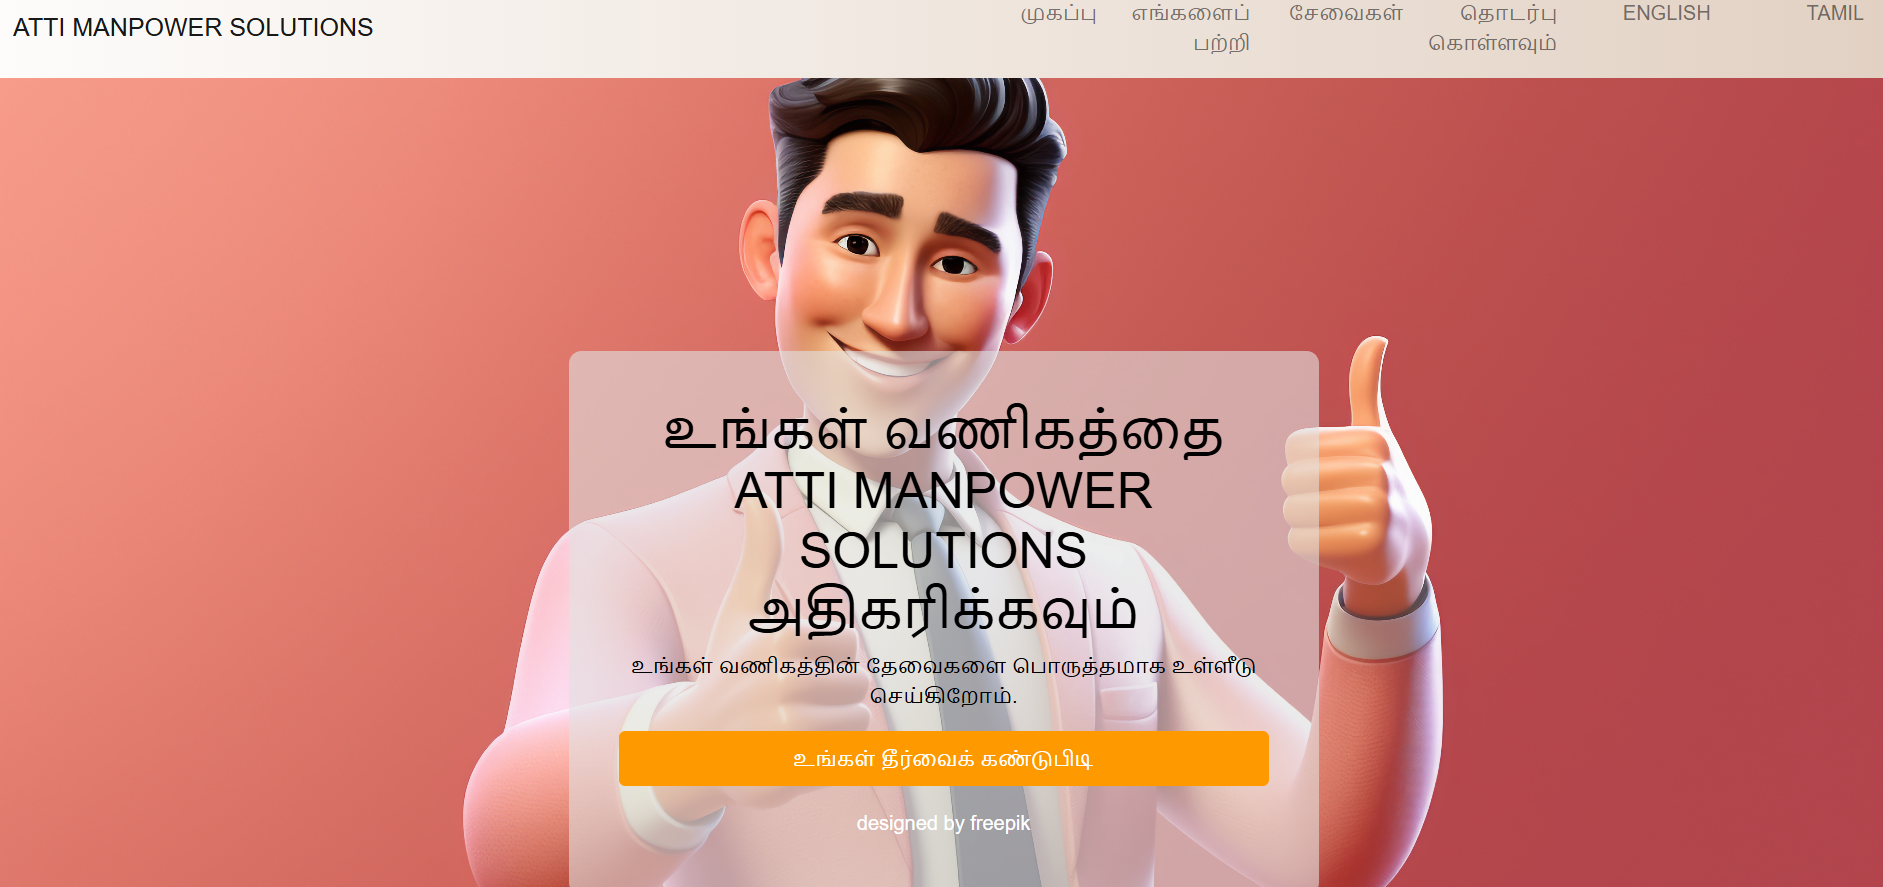 ATTI MANPOWER SOLUTIONS
முகப்பு
எங்களைப்
பற்றி
சேவைகள்
தொடர்பு
கொள்ளவும்
ENGLISH
TAMIL
உங்கள் வணிகத்தை
ATTI MANPOWER
SOLUTIONS
அதிகரிக்கவும்
உங்கள் வணிகத்தின் தேவைகளை பொருத்தமாக உள்ளீடு
செய்கிறோம்.
உங்கள் தீர்வைக் கண்டுபிடி
designed by freepik